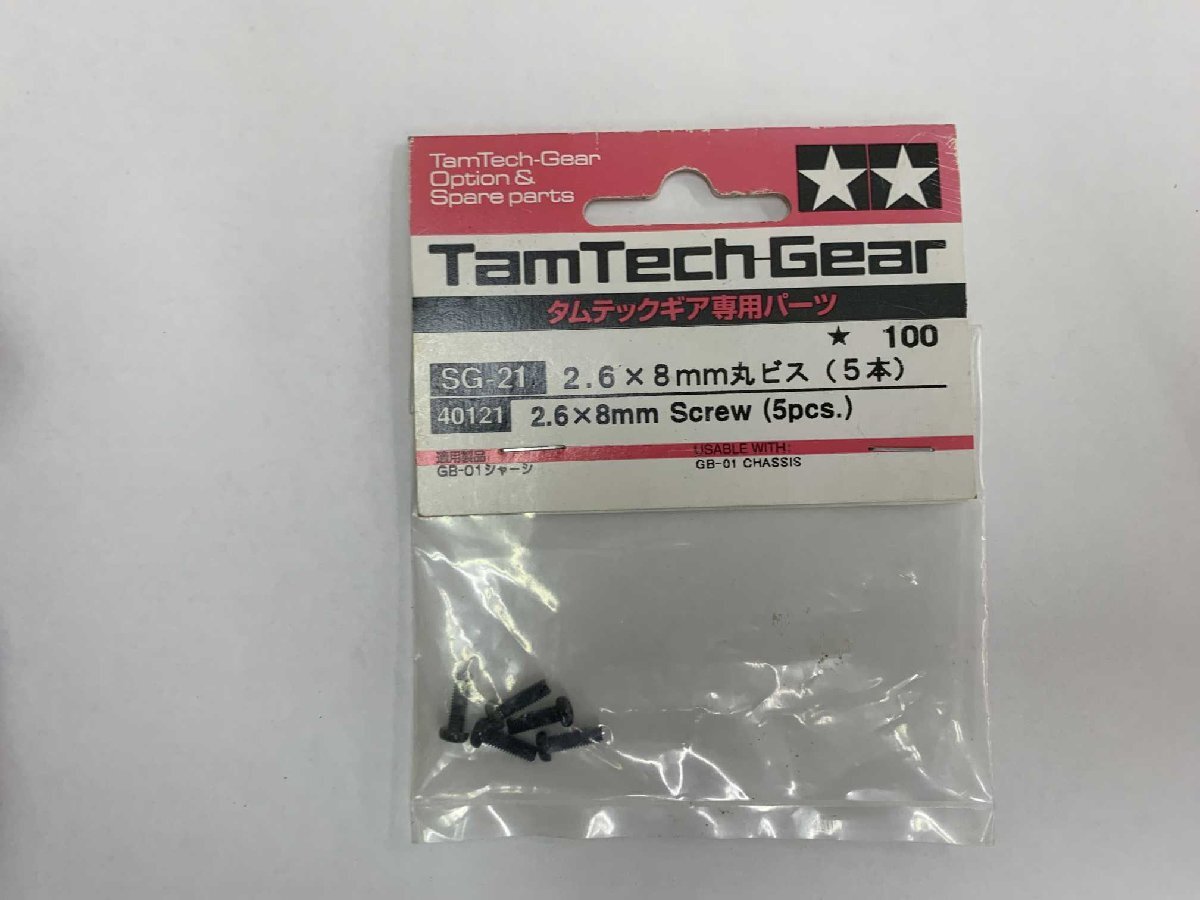 TamTech-Gear
Option &
Spare parts
TamTech-Gear
タムテックギア専用パーツ
★ 100
SG-21 2.6×8mm丸ビス (5本)
40121 2.6×8mm Screw (5pcs.)
適用製品 USABLE WITH:
GB-01シャーシ GB-01 CHASSIS